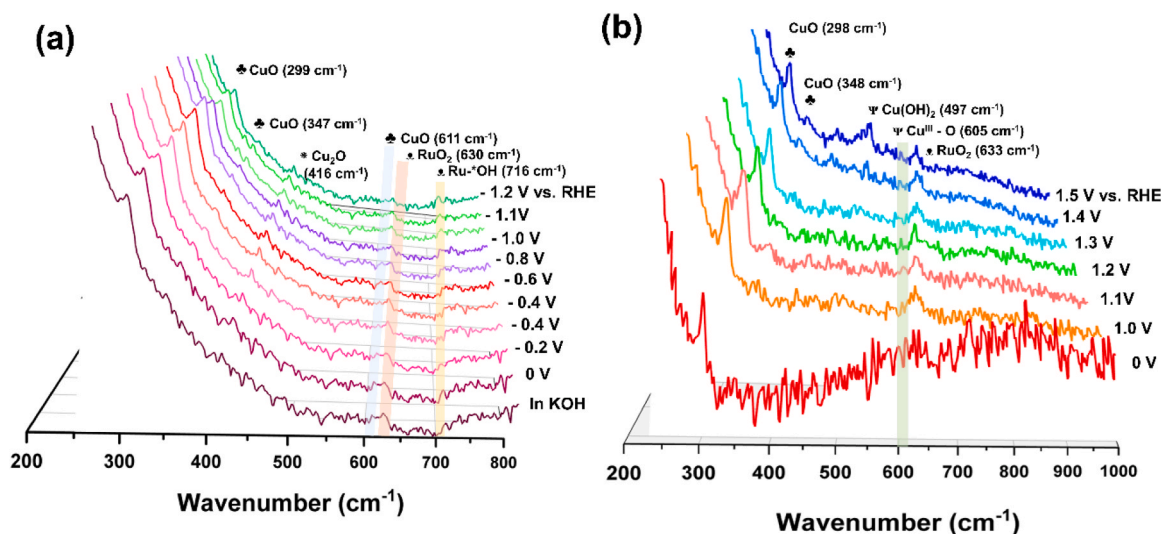 (a)
♣ CuO (299 cm⁻¹)
♣ CuO (347 cm⁻¹)
* Cu₂O
(416 cm⁻¹)
♣ CuO (611 cm⁻¹)
RuO₂ (630 cm⁻¹)
Ru-*OH (716 cm⁻¹)
- 1.2 V vs. RHE
- 1.1V
- 1.0 V
- 0.8 V
- 0.6 V
- 0.4 V
- 0.4 V
- 0.2 V
0 V
In KOH
200 300 400 500 600 700 800
Wavenumber (cm⁻¹)
(b)
CuO (298 cm⁻¹)
♣
CuO (348 cm⁻¹)
♣
Ψ Cu(OH)₂ (497 cm⁻¹)
Ψ Cuᴵᴵᴵ - O (605 cm⁻¹)
RuO₂ (633 cm⁻¹)
1.5 V vs. RHE
1.4 V
1.3 V
1.2 V
1.1V
1.0 V
0 V
200 300 400 500 600 700 800 900 1000
Wavenumber (cm⁻¹)